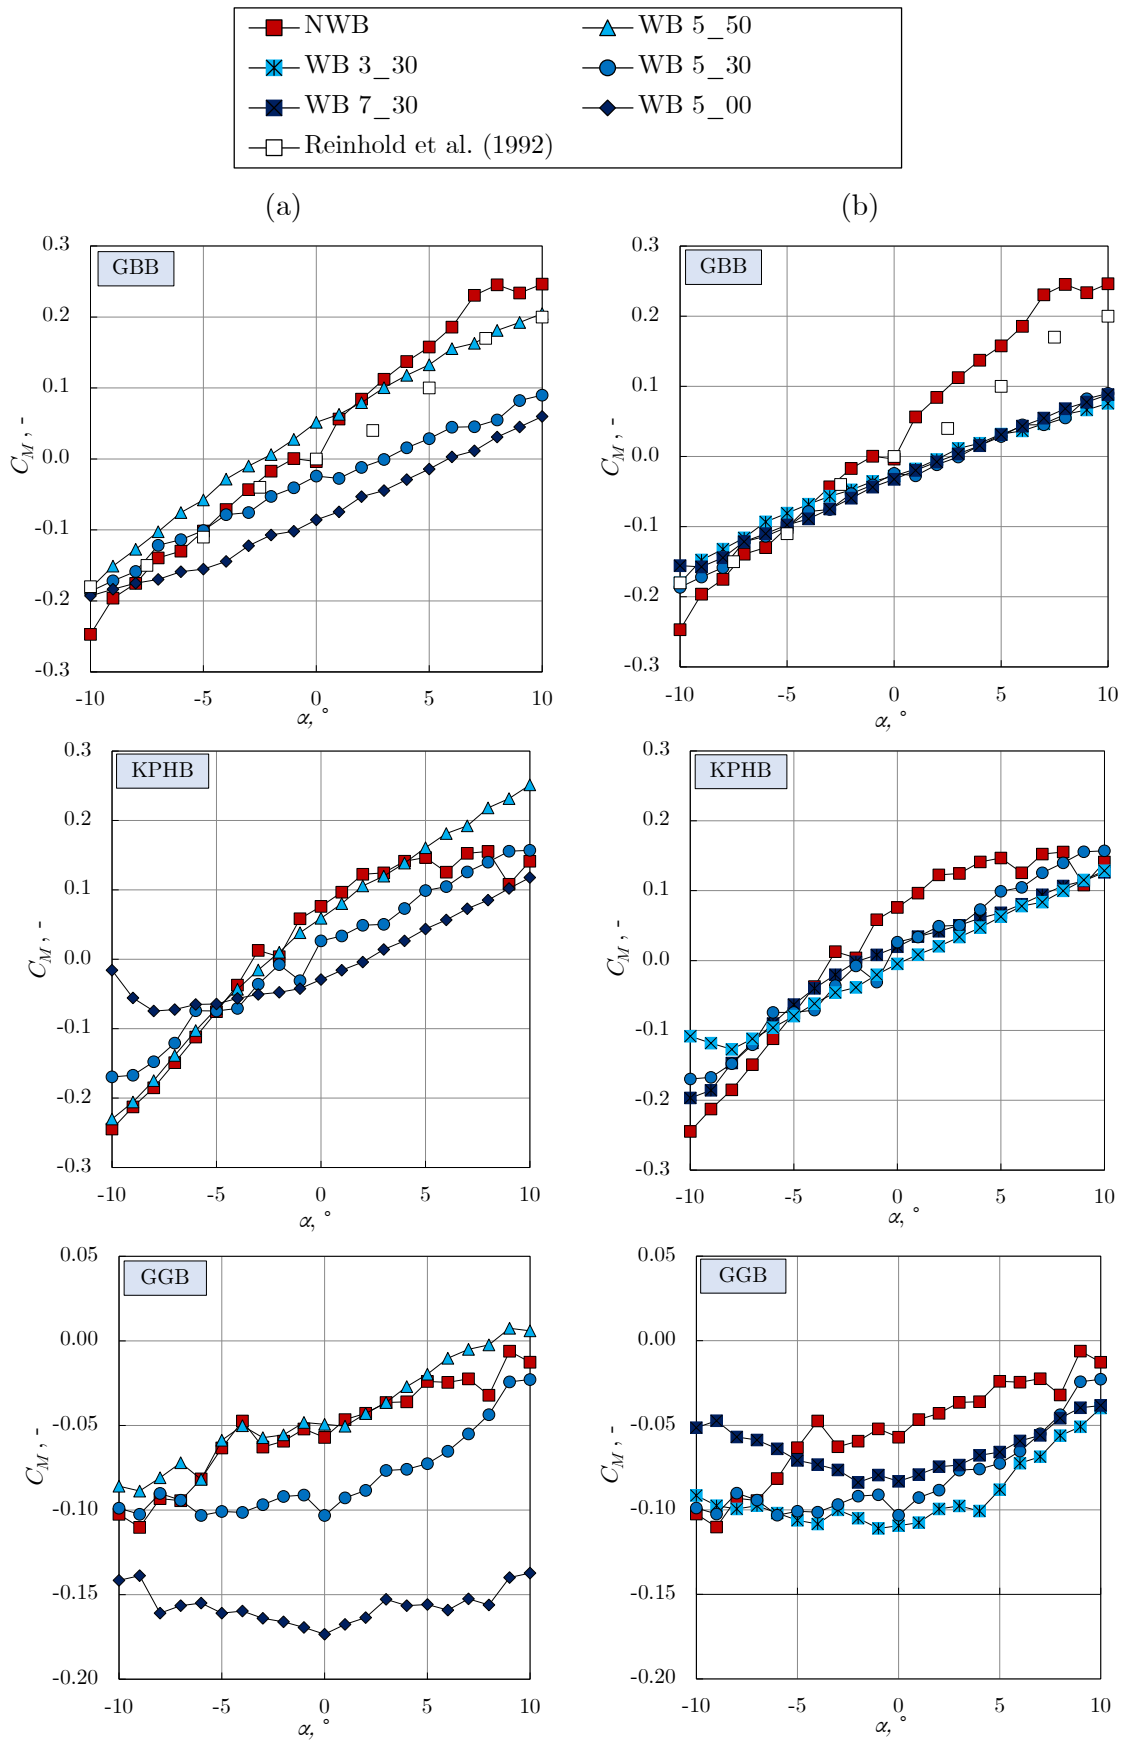 NWB
WB 5_50
WB 3_30
WB 5_30
WB 7_30
WB 5_00
Reinhold et al. (1992)
(a)
(b)
GBB
0.3
0.2
0.1
0.0
-0.1
-0.2
-0.3
C_M, -
-10
-5
0
5
10
α, °
GBB
0.3
0.2
0.1
0.0
-0.1
-0.2
-0.3
C_M, -
-10
-5
0
5
10
α, °
KPHB
0.3
0.2
0.1
0.0
-0.1
-0.2
-0.3
C_M, -
-10
-5
0
5
10
α, °
KPHB
0.3
0.2
0.1
0.0
-0.1
-0.2
-0.3
C_M, -
-10
-5
0
5
10
α, °
GGB
0.05
0.00
-0.05
-0.10
-0.15
-0.20
C_M, -
-10
-5
0
5
10
α, °
GGB
0.05
0.00
-0.05
-0.10
-0.15
-0.20
C_M, -
-10
-5
0
5
10
α, °